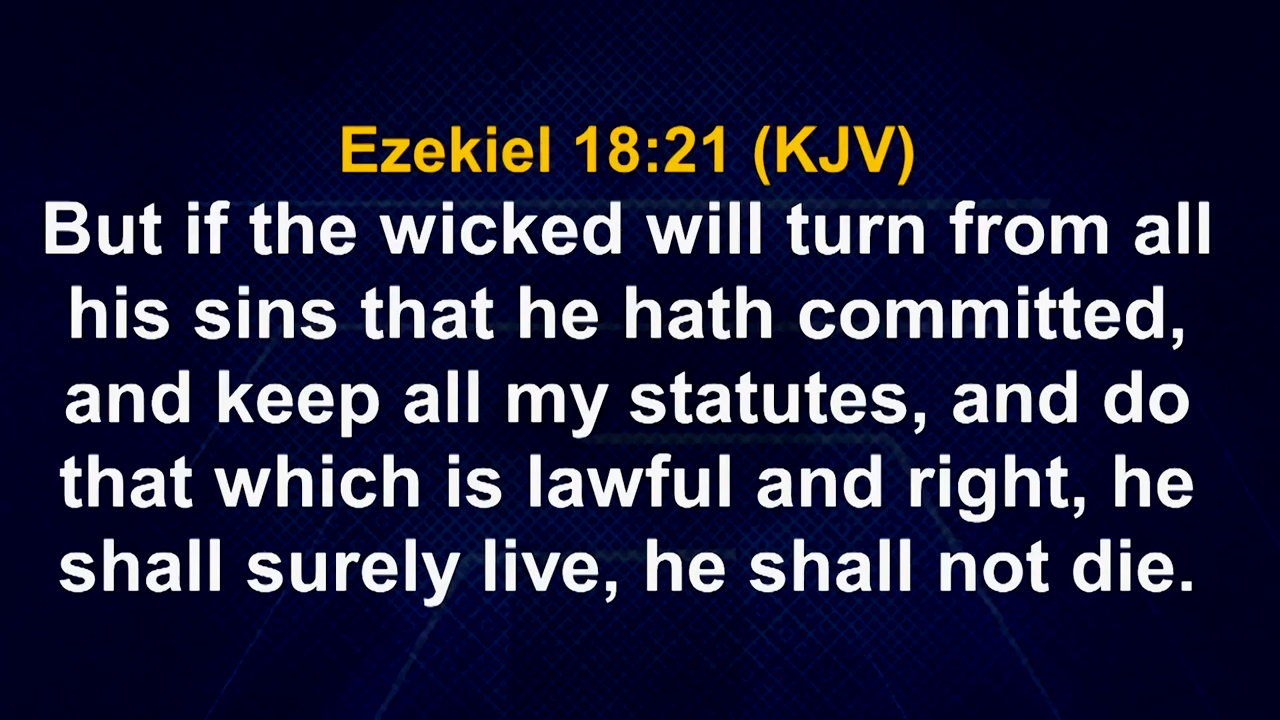 Ezekiel 18:21 (KJV)
But if the wicked will turn from all
his sins that he hath committed,
and keep all my statutes, and do
that which is lawful and right, he
shall surely live, he shall not die.